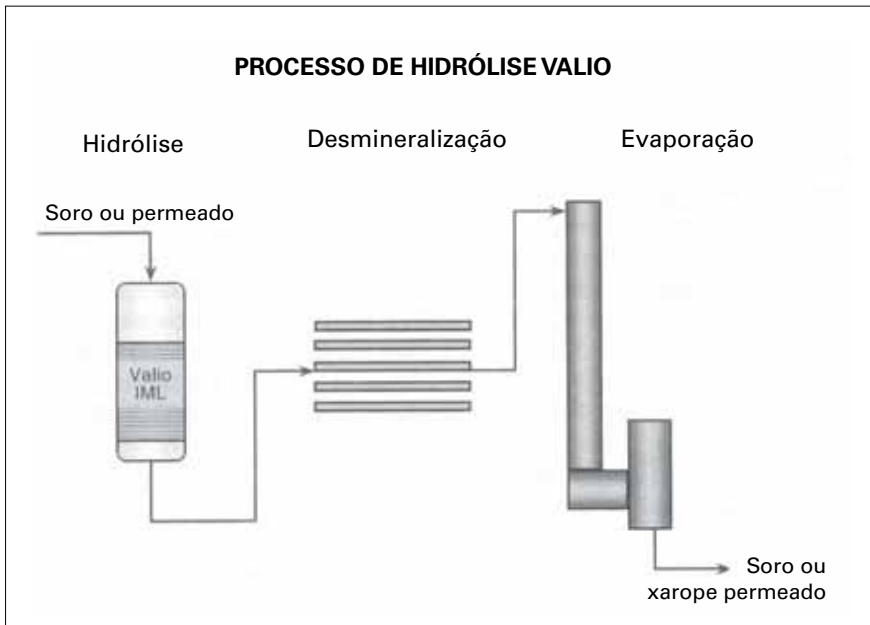 PROCESSO DE HIDRÓLISE VALIO
Hidrólise
Desmineralização
Evaporação
Soro ou permeado
Valio
IML
Soro ou
xarope permeado